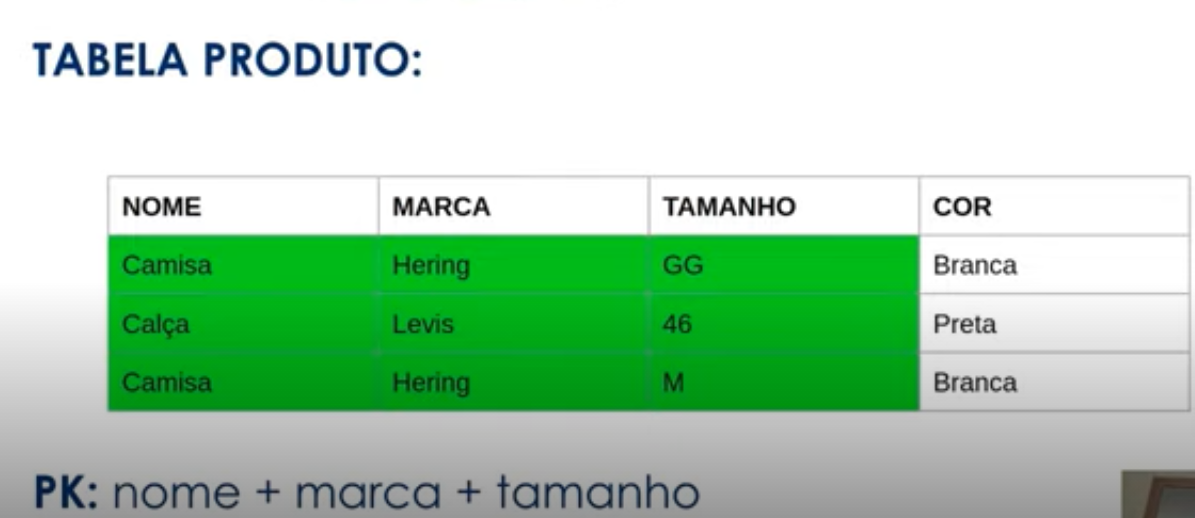 TABELA PRODUTO:
NOME MARCA TAMANHO COR
Camisa Hering GG Branca
Calça Levis 46 Preta
Camisa Hering M Branca
PK: nome + marca + tamanho